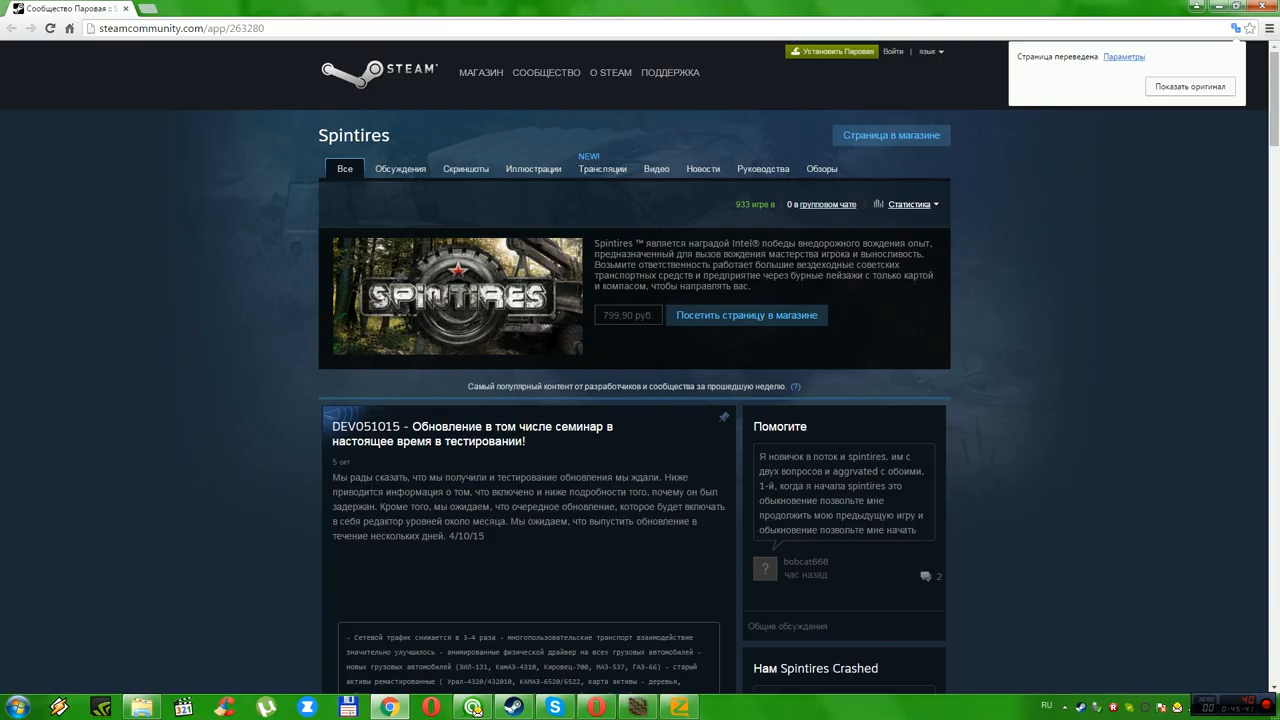 Сообщество Паровая :: S
steamcommunity.com/app/263280
STEAM
МАГАЗИН СООБЩЕСТВО О STEAM ПОДДЕРЖКА
Установить Паровая Войти | язык
Страница переведена Параметры
Показать оригинал
Spintires
Страница в магазине
NEW!
Все Обсуждения Скриншоты Иллюстрации Трансляции Видео Новости Руководства Обзоры
933 игре в 0 в групповом чате Статистика
SPINTIRES
Spintires ™ является наградой Intel® победы внедорожного вождения опыт,
предназначенный для вызов вождения мастерства игрока и выносливость.
Возьмите ответственность работает большие вездеходные советских
транспортных средств и предприятие через бурные пейзажи с только картой
и компасом, чтобы направлять вас.
799,90 руб. Посетить страницу в магазине
Самый популярный контент от разработчиков и сообщества за прошедшую неделю. (?)
DEV051015 - Обновление в том числе семинар в
настоящее время в тестировании!
5 окт
Мы рады сказать, что мы получили и тестирование обновления мы ждали. Ниже
приводится информация о том, что включено и ниже подробности того, почему он был
задержан. Кроме того, мы ожидаем, что очередное обновление, которое будет включать
в себя редактор уровней около месяца. Мы ожидаем, что выпустить обновление в
течение нескольких дней. 4/10/15
- Сетевой трафик снижается в 3-4 раза - многопользовательские транспорт взаимодействие
значительно улучшилось - анимированные физической драйвер на всех грузовых автомобилей -
новых грузовых автомобилей (ЗИЛ-131, КамАЗ-4310, Кировец-700, МАЗ-537, ГАЗ-66) - старый
активы ремастированные ( Урал-4320/432010, КАМАЗ-6520/6522, карта активы - деревья,
Помогите
Я новичок в поток и spintires. им с
двух вопросов и aggrvated с обоими.
1-й, когда я начала spintires это
обыкновение позвольте мне
продолжить мою предыдущую игру и
обыкновение позвольте мне начать
?
bobcat668
час назад
2
Общие обсуждения
Нам Spintires Crashed
321
RU
AERO
40
00
0:45:41